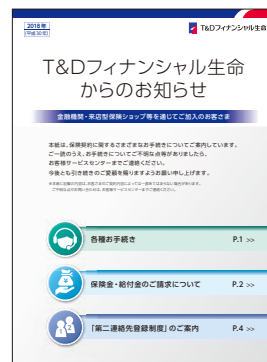 2018年
(平成30年)
T&Dフィナンシャル生命
T&Dフィナンシャル生命
からのお知らせ
金融機関・来店型保険ショップ等を通じてご加入のお客さま
本紙は、保険契約に関するさまざまなお手続きについてご案内しています。
ご一読のうえ、お手続きについてご不明な点等がありましたら、
お客様サービスセンターまでご連絡ください。
今後とも引き続きのご愛顧を賜りますようお願い申し上げます。
各種お手続き P.1 >>
保険金・給付金のご請求について P.2 >>
「第二連絡先登録制度」のご案内 P.4 >>